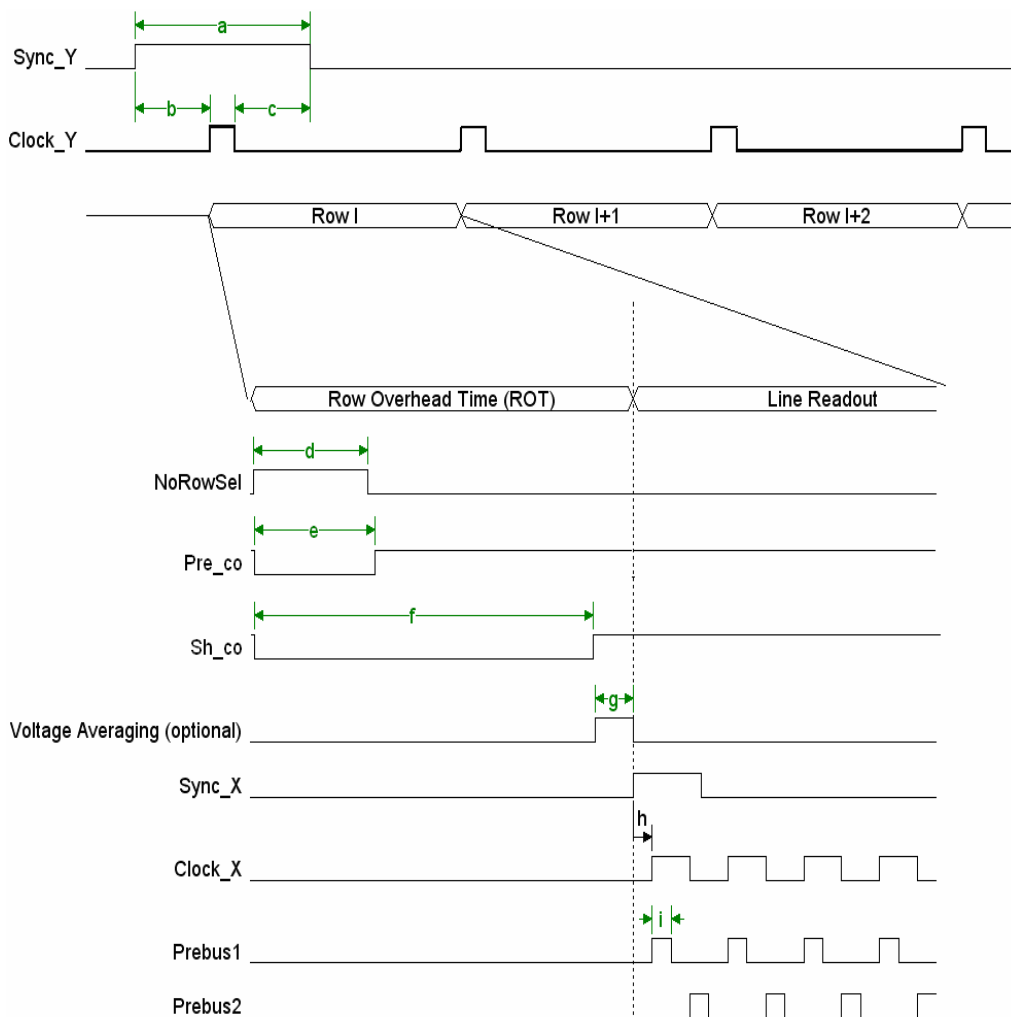 a
Sync_Y
b c
Clock_Y
Row l Row l+1 Row l+2
Row Overhead Time (ROT) Line Readout
d
NoRowSel
e
Pre_co
f
Sh_co
g
Voltage Averaging (optional)
Sync_X
h
Clock_X
i
Prebus1
Prebus2